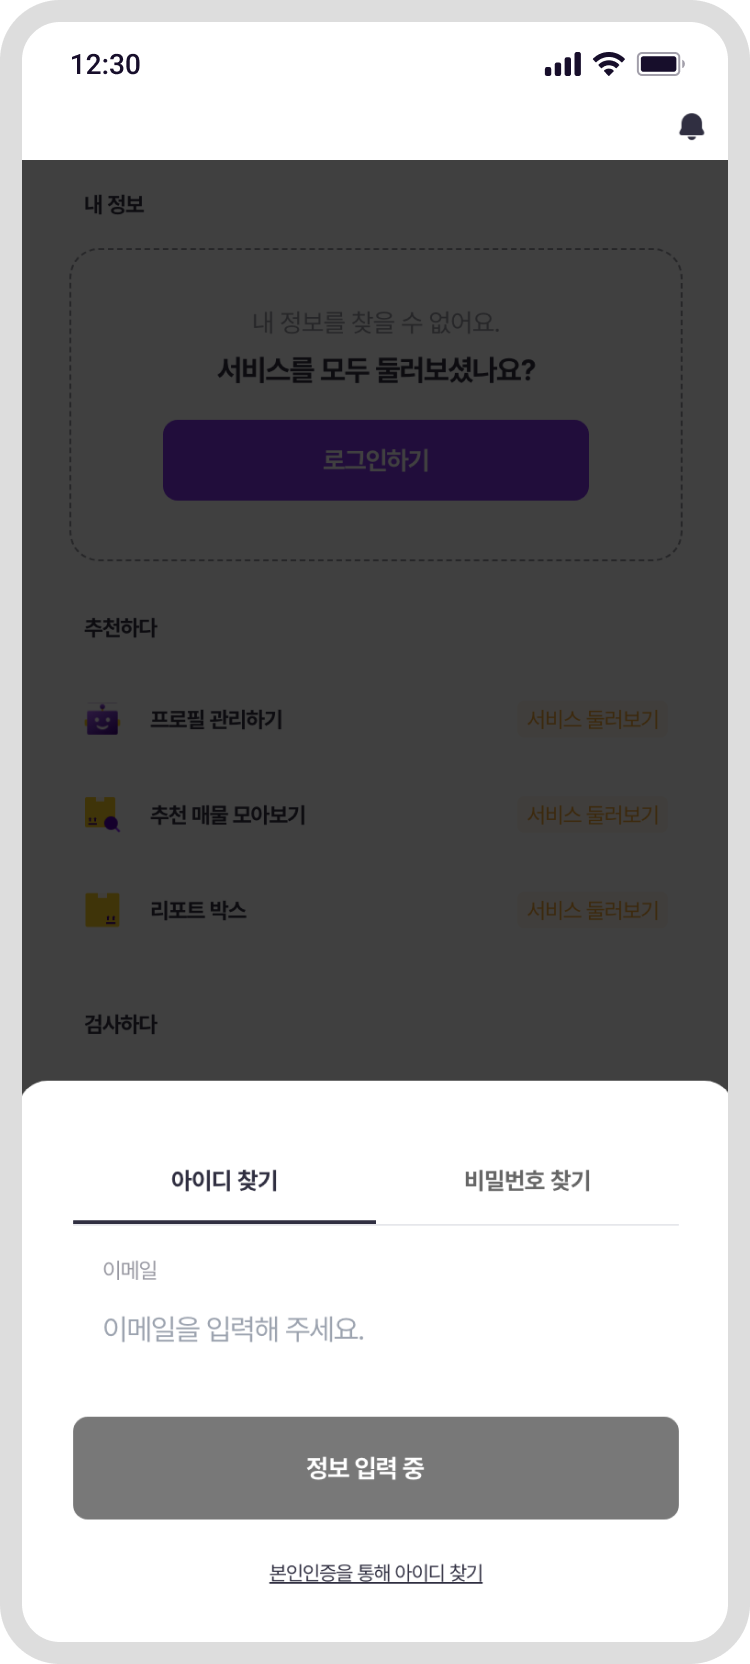 12:30
내 정보
내 정보를 찾을 수 없어요.
서비스를 모두 둘러보셨나요?
로그인하기
추천하다
프로필 관리하기
서비스 둘러보기
추천 매물 모아보기
서비스 둘러보기
리포트 박스
서비스 둘러보기
검사하다
아이디 찾기
비밀번호 찾기
이메일
이메일을 입력해 주세요.
정보 입력 중
본인인증을 통해 아이디 찾기